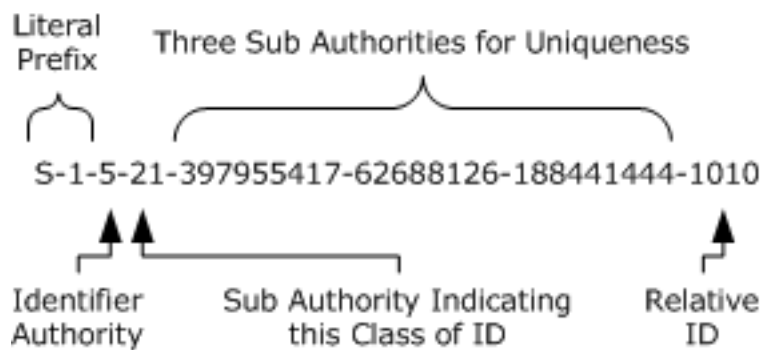 Literal
Prefix
Three Sub Authorities for Uniqueness
S-1-5-21-397955417-62688126-188441444-1010
Identifier
Authority
Sub Authority Indicating
this Class of ID
Relative
ID